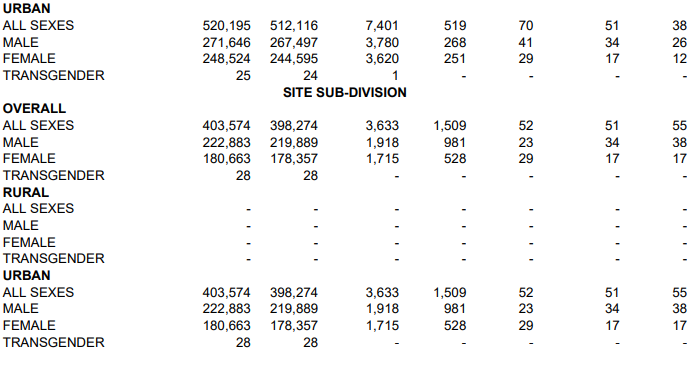 URBAN
ALL SEXES 520,195 512,116 7,401 519 70 51 38
MALE 271,646 267,497 3,780 268 41 34 26
FEMALE 248,524 244,595 3,620 251 29 17 12
TRANSGENDER 25 24 1 - - - -
SITE SUB-DIVISION
OVERALL
ALL SEXES 403,574 398,274 3,633 1,509 52 51 55
MALE 222,883 219,889 1,918 981 23 34 38
FEMALE 180,663 178,357 1,715 528 29 17 17
TRANSGENDER 28 28 - - - - -
RURAL
ALL SEXES - - - - - - -
MALE - - - - - - -
FEMALE - - - - - - -
TRANSGENDER - - - - - - -
URBAN
ALL SEXES 403,574 398,274 3,633 1,509 52 51 55
MALE 222,883 219,889 1,918 981 23 34 38
FEMALE 180,663 178,357 1,715 528 29 17 17
TRANSGENDER 28 28 - - - - -